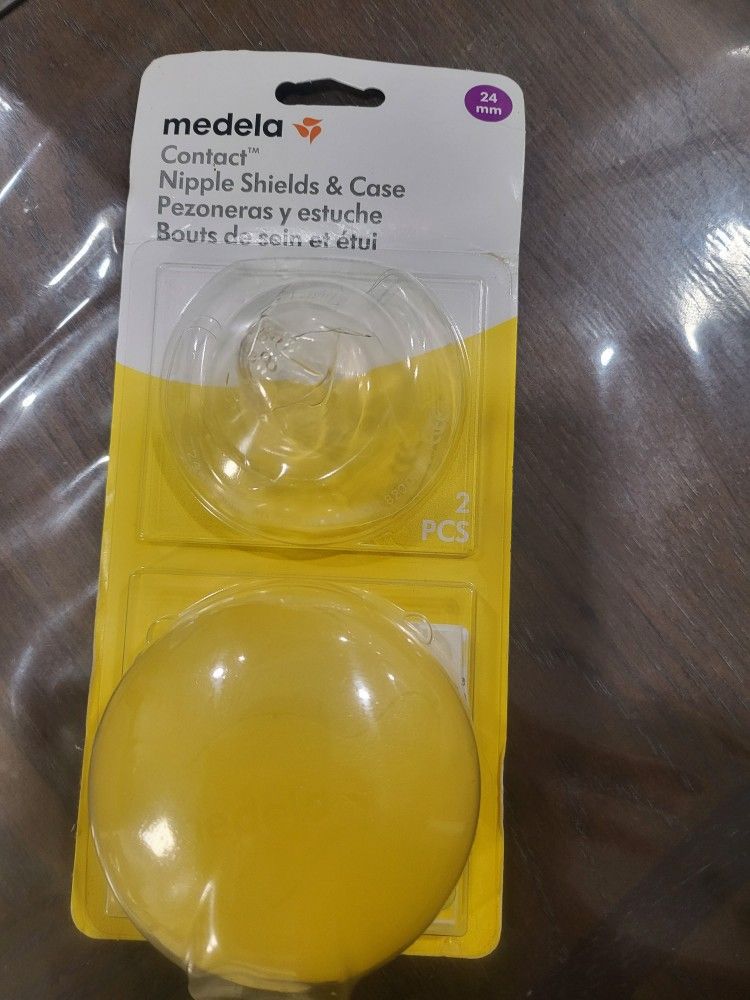 24
mm
medela
Contact™
Nipple Shields & Case
Pezoneras y estuche
Bouts de sein et étui
2
PCS